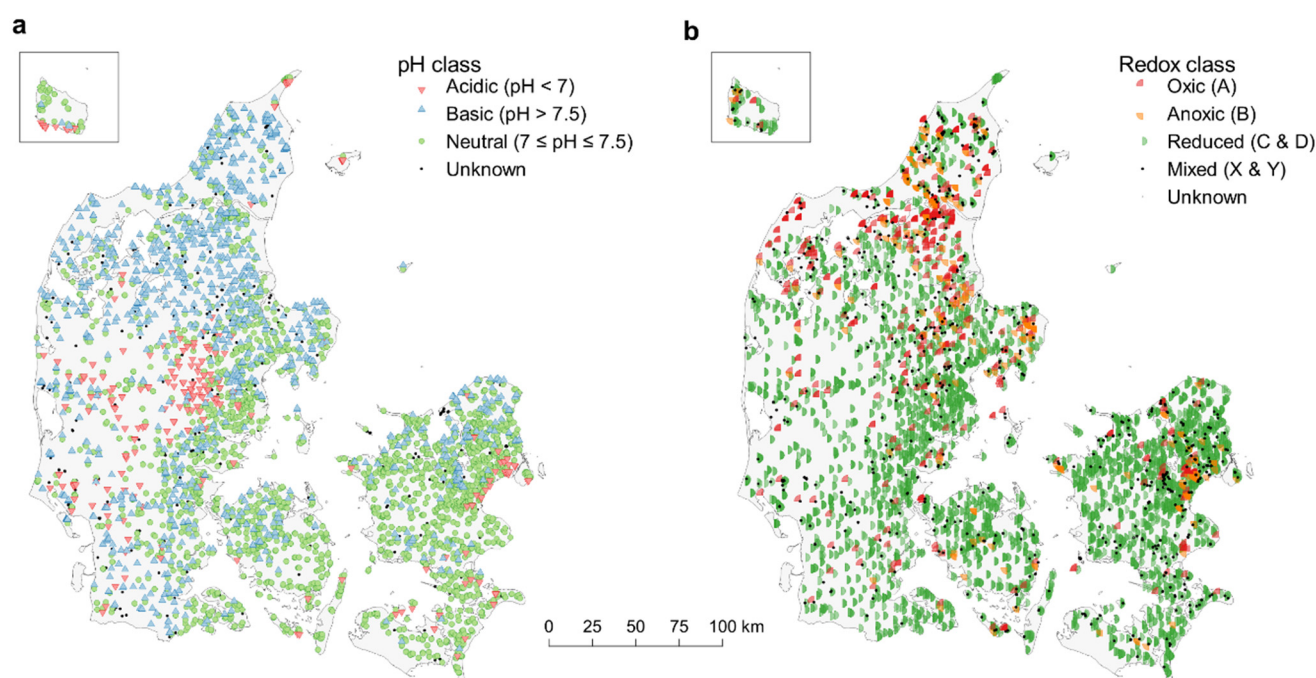 a
pH class
Acidic (pH < 7)
Basic (pH > 7.5)
Neutral (7 ≤ pH ≤ 7.5)
Unknown
b
Redox class
Oxic (A)
Anoxic (B)
Reduced (C & D)
Mixed (X & Y)
Unknown
0 25 50 75 100 km